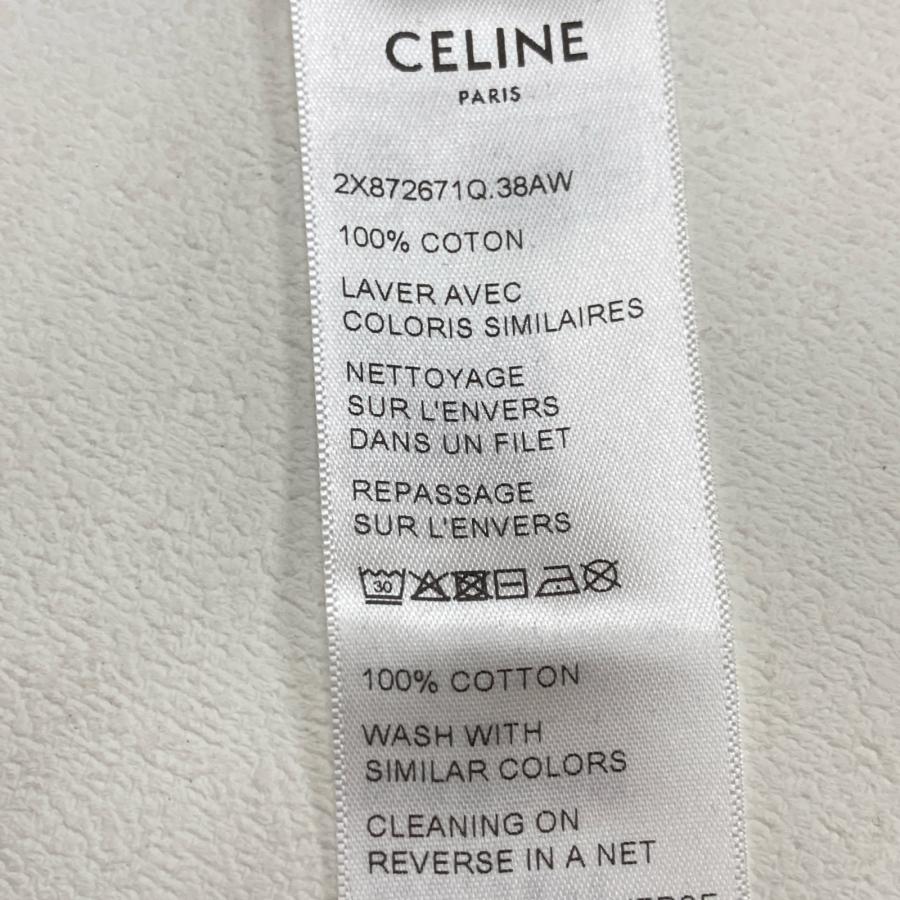 CELINE
PARIS
2X872671Q.38AW
100% COTON
LAVER AVEC
COLORIS SIMILAIRES
NETTOYAGE
SUR L'ENVERS
DANS UN FILET
REPASSAGE
SUR L'ENVERS
30
100% COTTON
WASH WITH
SIMILAR COLORS
CLEANING ON
REVERSE IN A NET